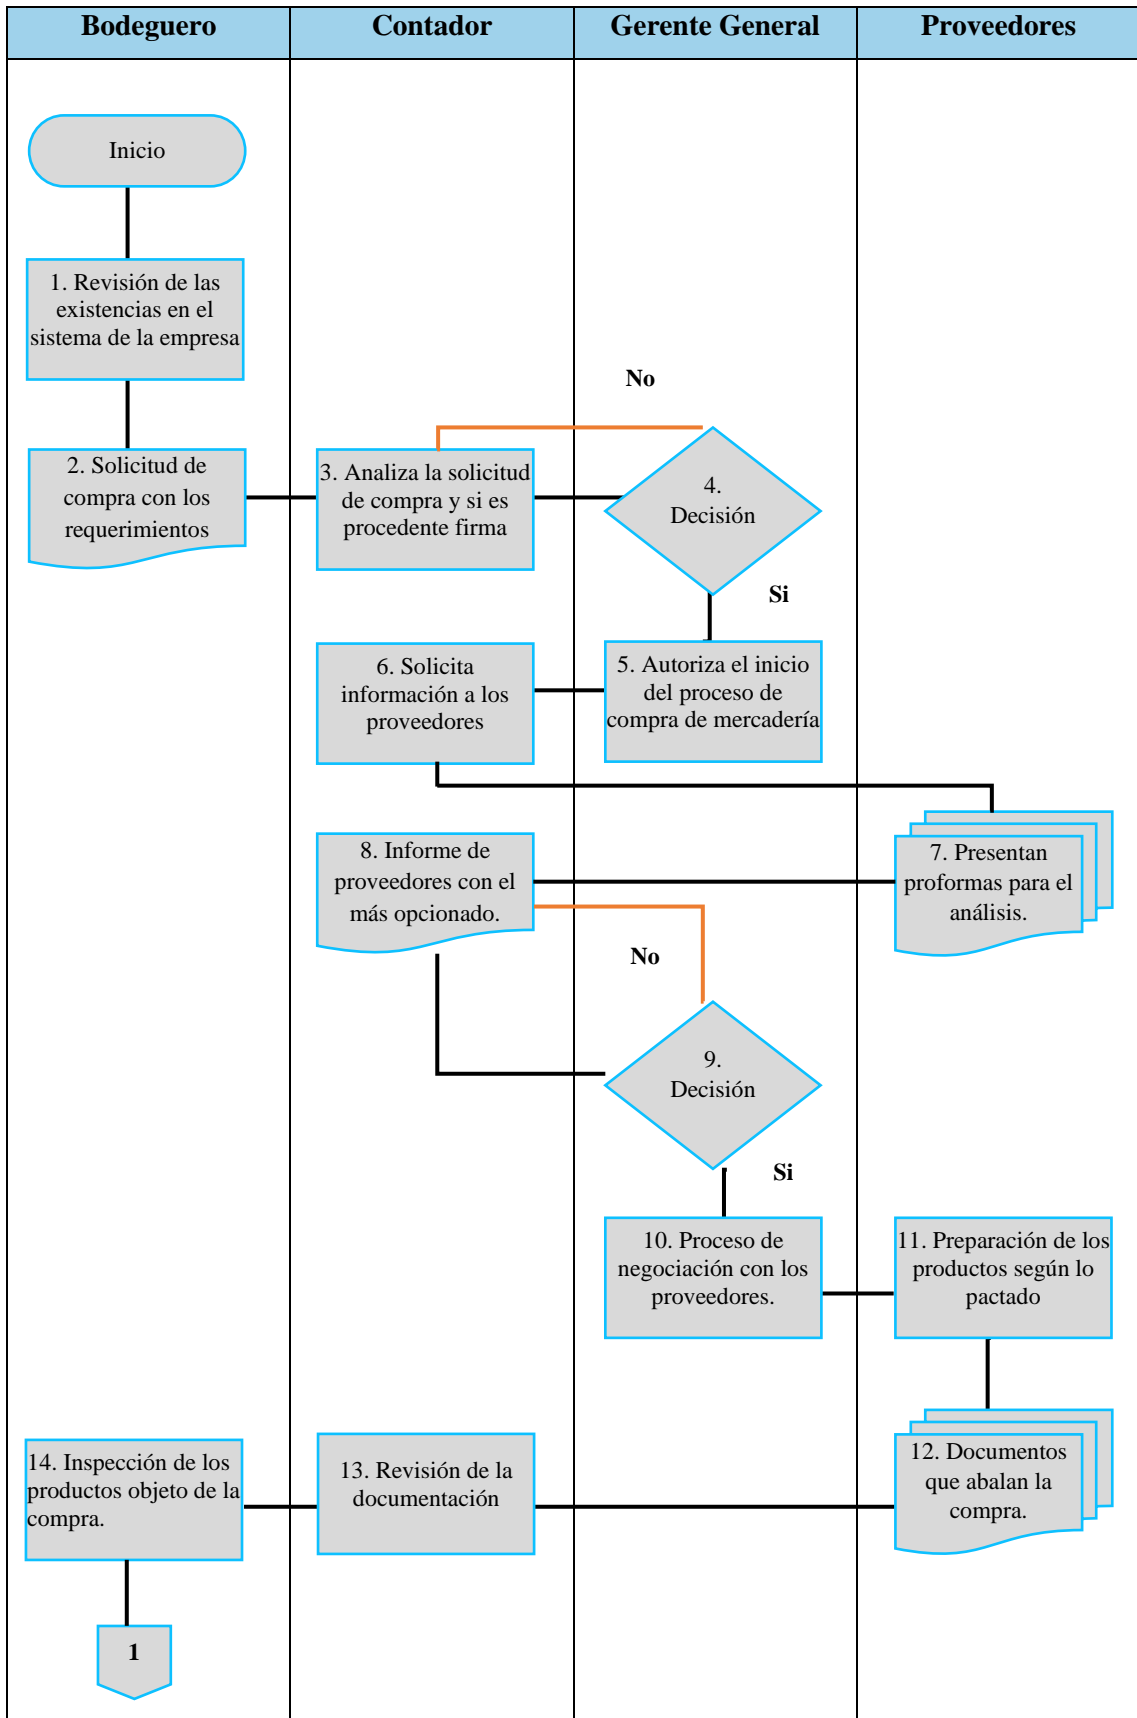 Bodeguero
Contador
Gerente General
Proveedores
Inicio
1. Revisión de las
existencias en el
sistema de la empresa
No
2. Solicitud de
compra con los
requerimientos
3. Analiza la solicitud
de compra y si es
procedente firma
4.
Decisión
Si
6. Solicita
información a los
proveedores
5. Autoriza el inicio
del proceso de
compra de mercadería
8. Informe de
proveedores con el
más opcionado.
7. Presentan
proformas para el
análisis.
No
9.
Decisión
Si
10. Proceso de
negociación con los
proveedores.
11. Preparación de los
productos según lo
pactado
14. Inspección de los
productos objeto de la
compra.
13. Revisión de la
documentación
12. Documentos
que abalan la
compra.
1